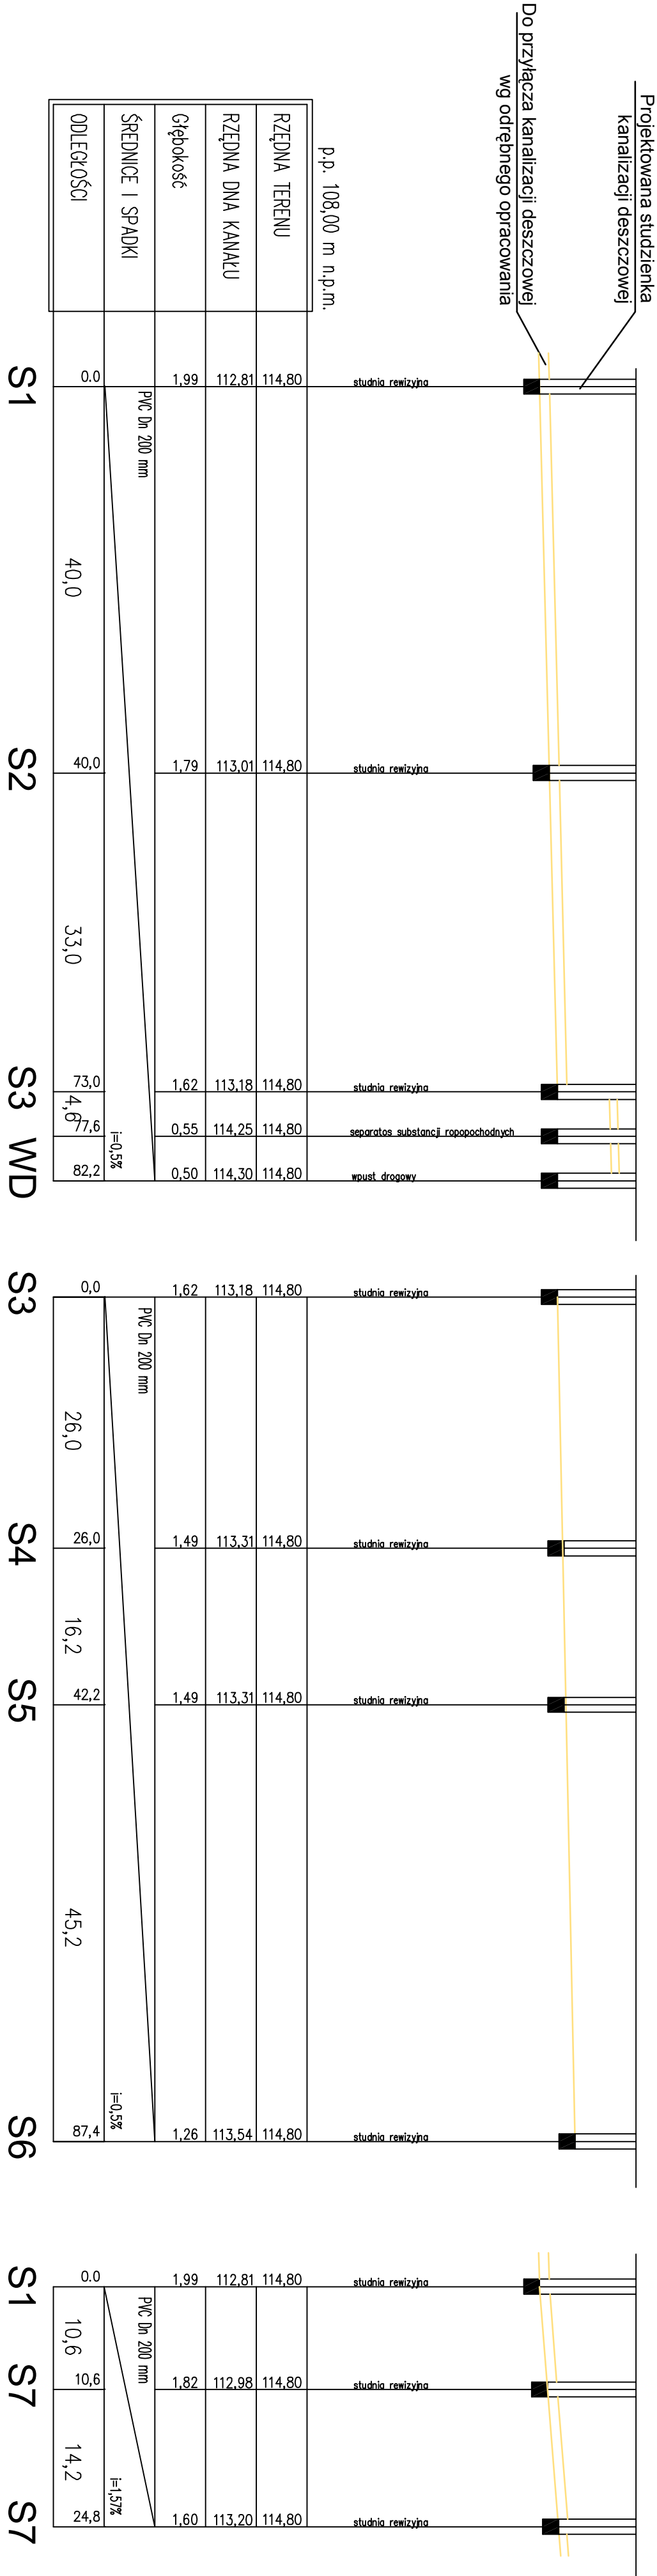 Projektowana studzienka
kanalizacji deszczowej
Do przyłącza kanalizacji deszczowej
wg odrębnego opracowania
p.p. 108,00 m n.p.m.
RZĘDNA TERENU
RZĘDNA DNA KANAŁU
Głębokość
ŚREDNICE I SPADKI
ODLEGŁOŚCI
studnia rewizyjna
studnia rewizyjna
studnia rewizyjna
separatos substancji ropopochodnych
wpust drogowy
114,80 114,80 114,80 114,80 114,80
112,81 113,01 113,18 114,25 114,30
1,99 1,79 1,62 0,55 0,50
PVC Dn 200 mm i=0,5%
0.0 40,0 73,0 77,6 82,2
40,0 33,0 4,6
S1 S2 S3 WD
studnia rewizyjna
studnia rewizyjna
studnia rewizyjna
studnia rewizyjna
114,80 114,80 114,80 114,80
113,18 113,31 113,31 113,54
1,62 1,49 1,49 1,26
PVC Dn 200 mm i=0,5%
0,0 26,0 42,2 87,4
26,0 16,2 45,2
S3 S4 S5 S6
studnia rewizyjna
studnia rewizyjna
studnia rewizyjna
114,80 114,80 114,80
112,81 112,98 113,20
1,99 1,82 1,60
PVC Dn 200 mm i=1,57%
0.0 10,6 24,8
10,6 14,2
S1 S7 S7